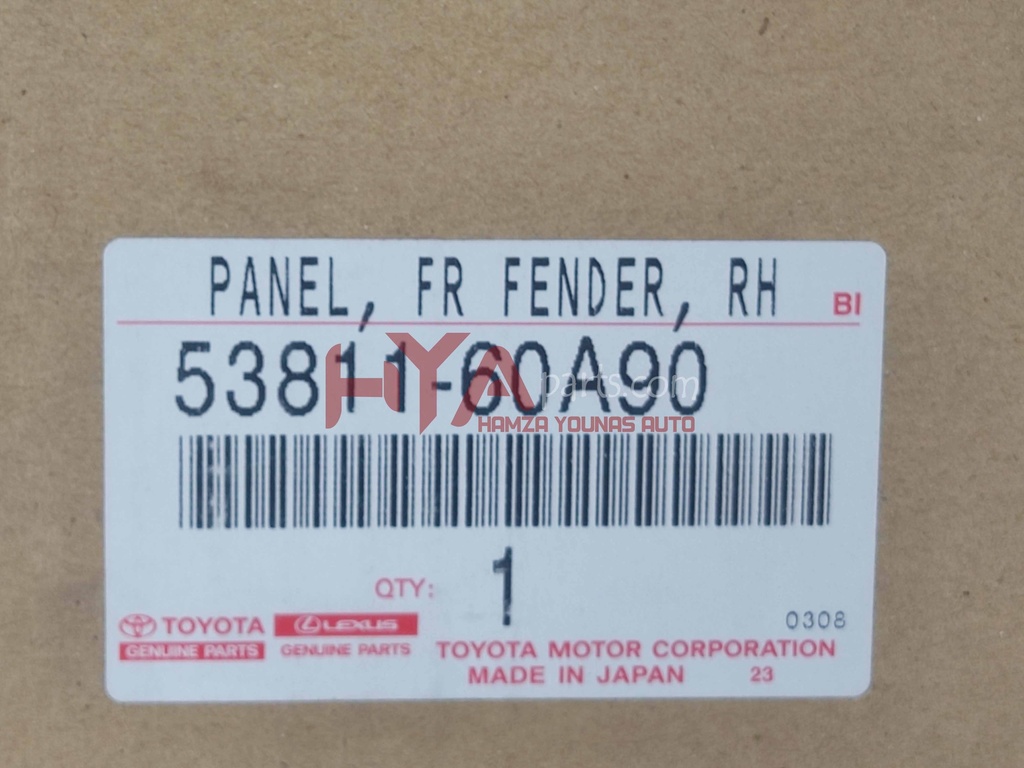 PANEL, FR FENDER, RH
BI
53811-60A90
HYA parts.com
HAMZA YOUNAS AUTO
QTY: 1
0308
TOYOTA LEXUS
GENUINE PARTS GENUINE PARTS
TOYOTA MOTOR CORPORATION
MADE IN JAPAN 23